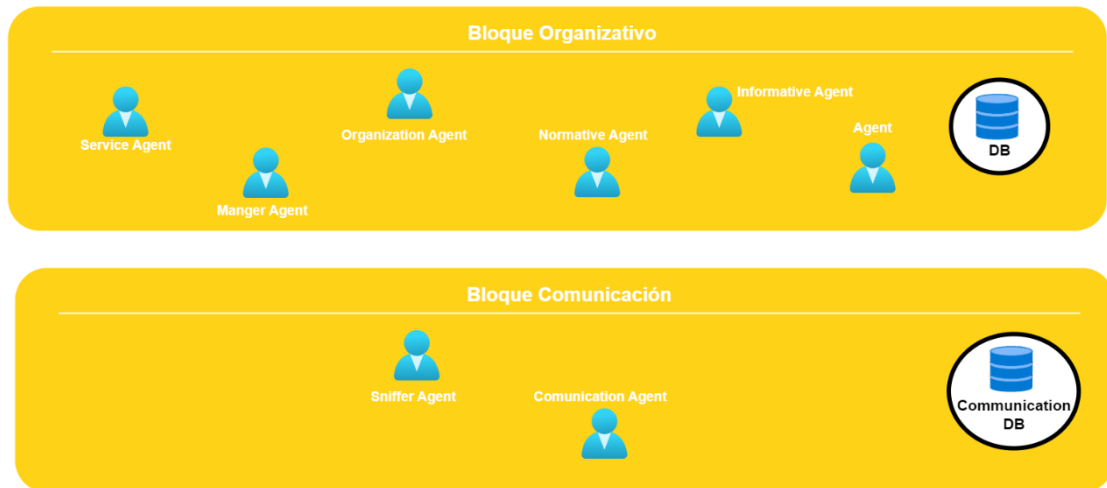 Bloque Organizativo
Service Agent
Manger Agent
Organization Agent
Normative Agent
Informative Agent
Agent
DB
Bloque Comunicación
Sniffer Agent
Comunication Agent
Communication
DB